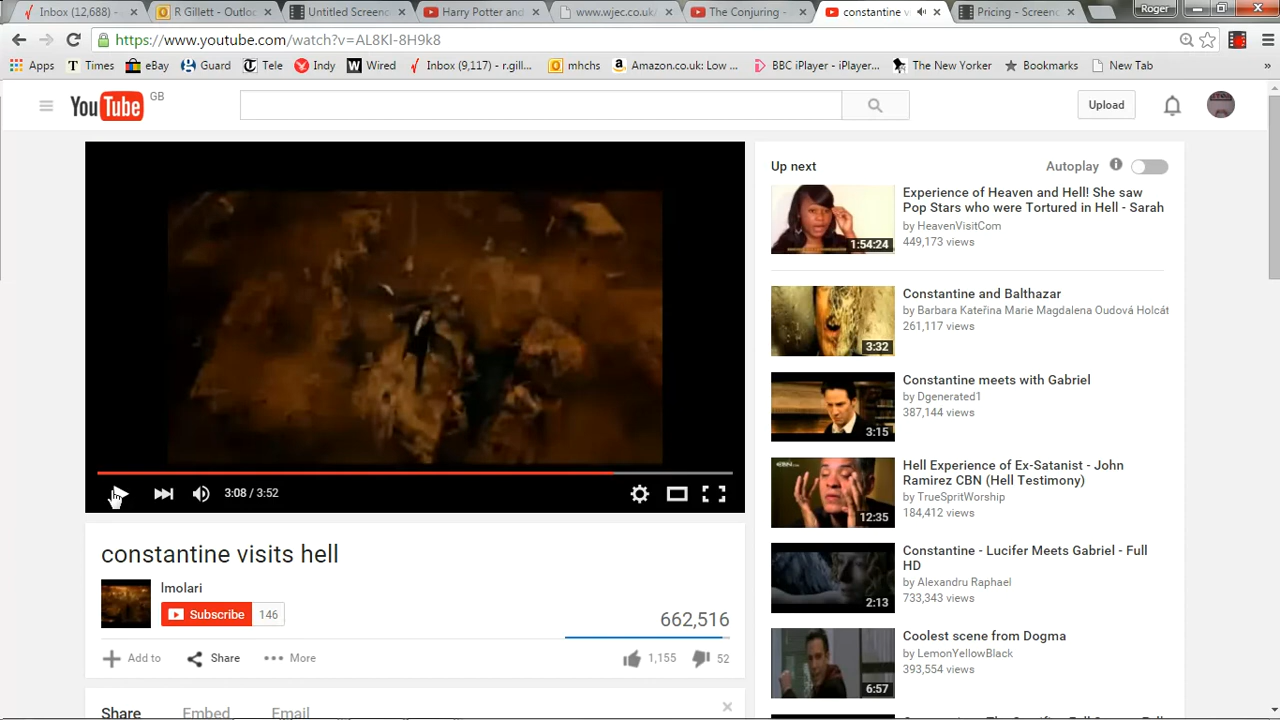 Inbox (12,688) -
R Gillett - Outloo
Untitled Screenc
Harry Potter and
www.wjec.co.uk/
The Conjuring -
constantine v
Pricing - Screenc
Roger
https://www.youtube.com/watch?v=AL8Kl-8H9k8
Apps
Times
eBay
Guard
Tele
Indy
Wired
Inbox (9,117) - r.gill...
mhchs
Amazon.co.uk: Low ...
BBC iPlayer - iPlayer...
The New Yorker
Bookmarks
New Tab
»
YouTube GB
Upload
Up next
Autoplay
Experience of Heaven and Hell! She saw
Pop Stars who were Tortured in Hell - Sarah
by HeavenVisitCom
449,173 views
1:54:24
Constantine and Balthazar
by Barbara Kateřina Marie Magdalena Oudová Holcát
261,117 views
3:32
Constantine meets with Gabriel
by Dgenerated1
387,144 views
3:15
Hell Experience of Ex-Satanist - John
Ramirez CBN (Hell Testimony)
by TrueSpritWorship
184,412 views
12:35
Constantine - Lucifer Meets Gabriel - Full
HD
by Alexandru Raphael
733,343 views
2:13
Coolest scene from Dogma
by LemonYellowBlack
393,554 views
6:57
3:08 / 3:52
constantine visits hell
lmolari
Subscribe 146
662,516
Add to
Share
More
1,155
52
Share
Embed
Email